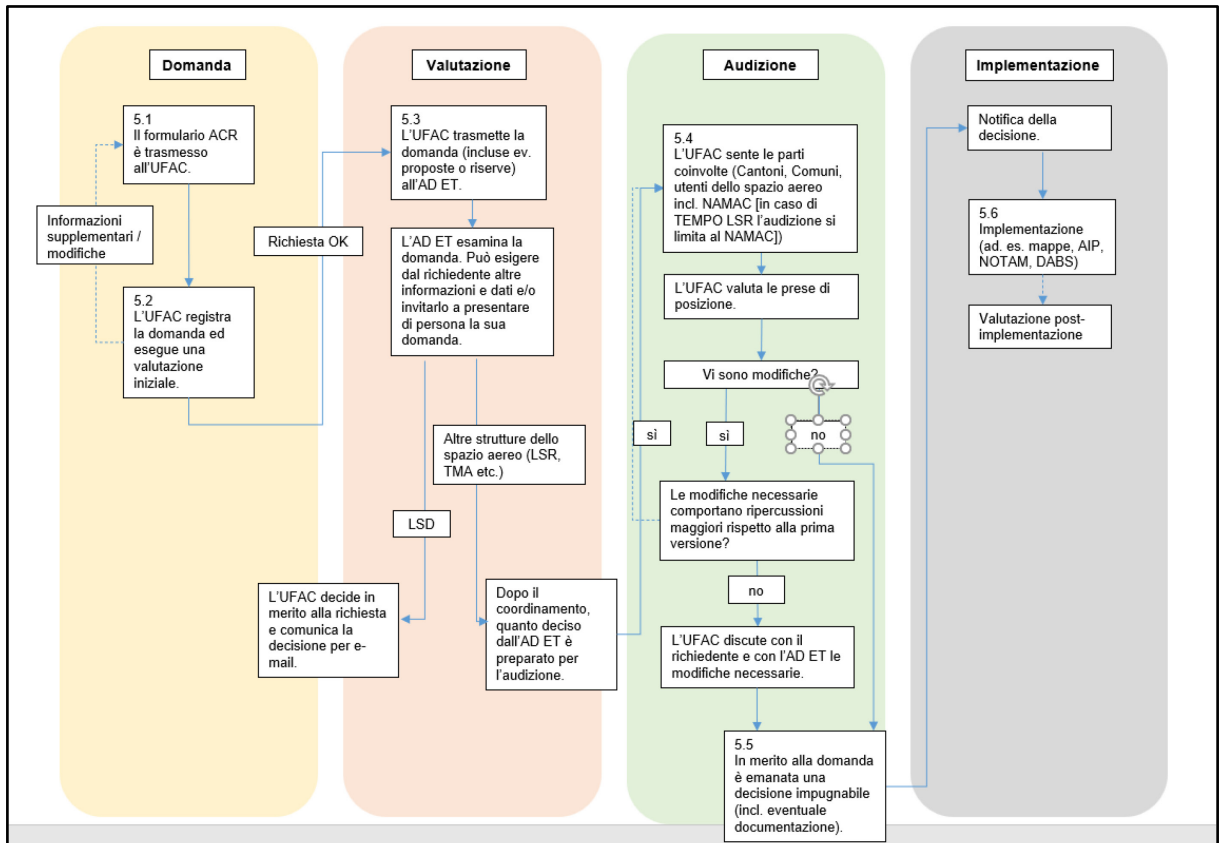 Domanda
5.1
Il formulario ACR
è trasmesso
all'UFAC.
Informazioni
supplementari /
modifiche
5.2
L'UFAC registra
la domanda ed
esegue una
valutazione
iniziale.
Richiesta OK
Valutazione
5.3
L'UFAC trasmette la
domanda (incluse ev.
proposte o riserve)
all'AD ET.
L'AD ET esamina la
domanda. Può esigere
dal richiedente altre
informazioni e dati e/o
invitarlo a presentare
di persona la sua
domanda.
Altre strutture dello
spazio aereo (LSR,
TMA etc.)
LSD
L'UFAC decide in
merito alla richiesta
e comunica la
decisione per e-
mail.
Dopo il
coordinamento,
quanto deciso
dall'AD ET è
preparato per
l'audizione.
Audizione
5.4
L'UFAC sente le parti
coinvolte (Cantoni, Comuni,
utenti dello spazio aereo
incl. NAMAC [in caso di
TEMPO LSR l'audizione si
limita al NAMAC])
L'UFAC valuta le prese di
posizione.
Vi sono modifiche?
sì
sì
no
Le modifiche necessarie
comportano ripercussioni
maggiori rispetto alla prima
versione?
no
L'UFAC discute con il
richiedente e con l'AD ET le
modifiche necessarie.
5.5
In merito alla domanda
è emanata una
decisione impugnabile
(incl. eventuale
documentazione).
Implementazione
Notifica della
decisione.
5.6
Implementazione
(ad. es. mappe, AIP,
NOTAM, DABS)
Valutazione post-
implementazione